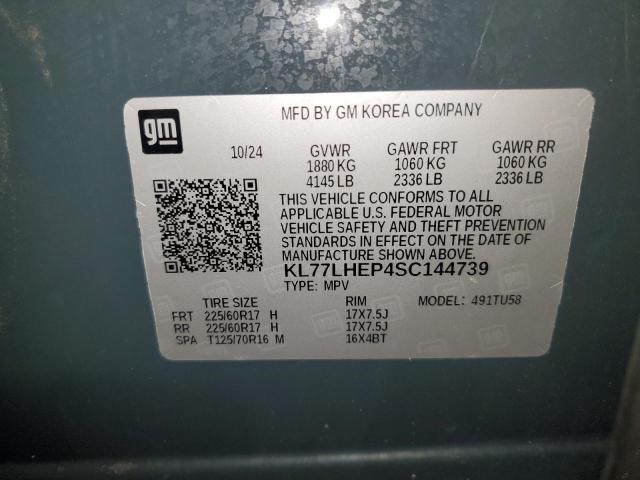 MFD BY GM KOREA COMPANY
gm
10/24 GVWR GAWR FRT GAWR RR
1880 KG 1060 KG 1060 KG
4145 LB 2336 LB 2336 LB
THIS VEHICLE CONFORMS TO ALL
APPLICABLE U.S. FEDERAL MOTOR
VEHICLE SAFETY AND THEFT PREVENTION
STANDARDS IN EFFECT ON THE DATE OF
MANUFACTURE SHOWN ABOVE.
KL77LHEP4SC144739
TYPE: MPV
TIRE SIZE RIM MODEL: 491TU58
FRT 225/60R17 H 17X7.5J
RR 225/60R17 H 17X7.5J
SPA T125/70R16 M 16X4BT